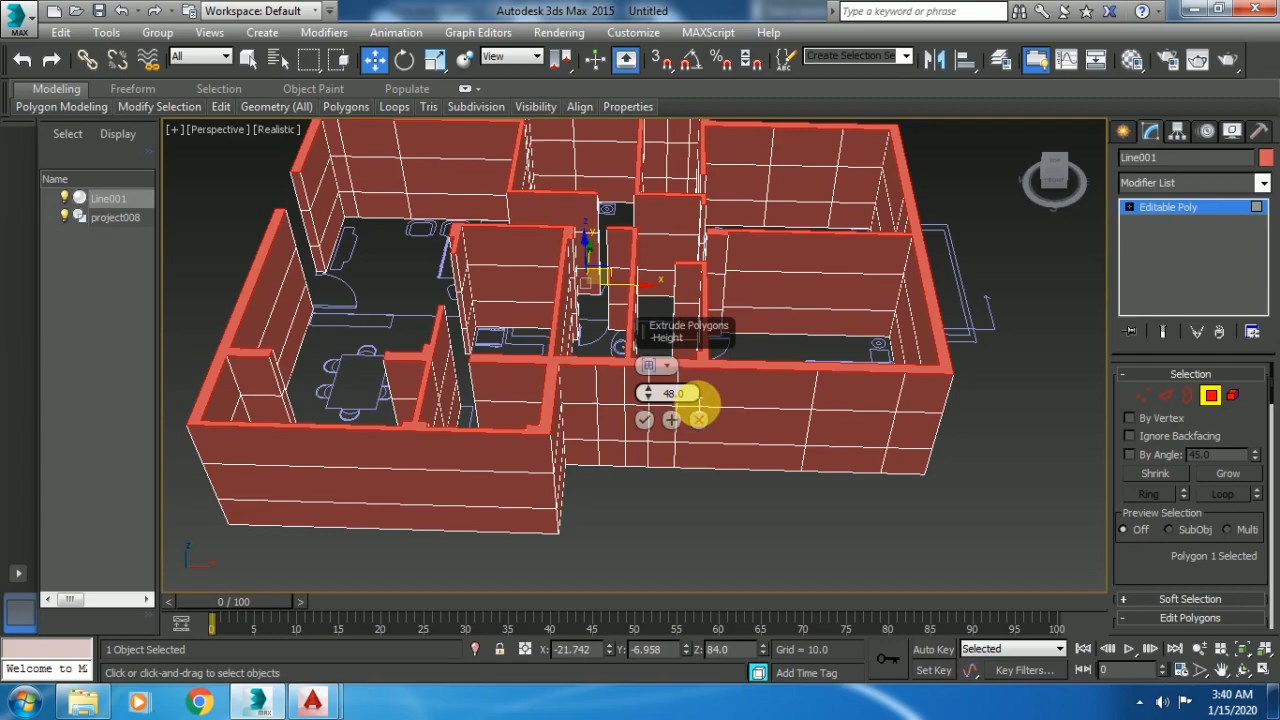 MAX
Workspace: Default
Autodesk 3ds Max 2015 Untitled
Type a keyword or phrase
Edit Tools Group Views Create Modifiers Animation Graph Editors Rendering Customize MAXScript Help
All
View
Create Selection Se
Modeling Freeform Selection Object Paint Populate
Polygon Modeling Modify Selection Edit Geometry (All) Polygons Loops Tris Subdivision Visibility Align Properties
Select Display
[+] [Perspective] [Realistic]
Name
Line001
project008
Line001
Modifier List
Editable Poly
z
y
x
Extrude Polygons
-Height
48.0
Selection
By Vertex
Ignore Backfacing
By Angle: 45.0
Shrink Grow
Ring Loop
Preview Selection
Off SubObj Multi
Polygon 1 Selected
Soft Selection
Edit Polygons
z
0 / 100
0 5 10 15 20 25 30 35 40 45 50 55 60 65 70 75 80 85 90 95 100
1 Object Selected
X: -21.742 Y: -6.958 Z: 84.0
Grid = 10.0
Auto Key Selected
Welcome to M
Click or click-and-drag to select objects
Add Time Tag
Set Key Key Filters...
0
3:40 AM
1/15/2020